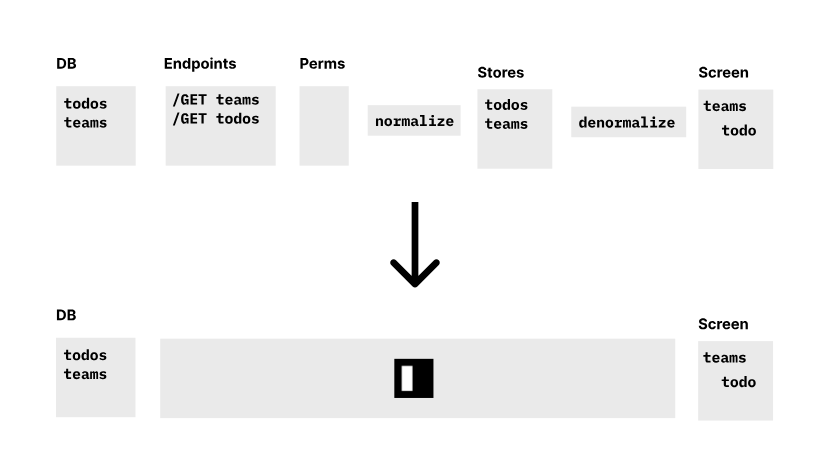 DB
todos
teams
Endpoints
/GET teams
/GET todos
Perms
normalize
Stores
todos
teams
denormalize
Screen
teams
todo
DB
todos
teams
Screen
teams
todo